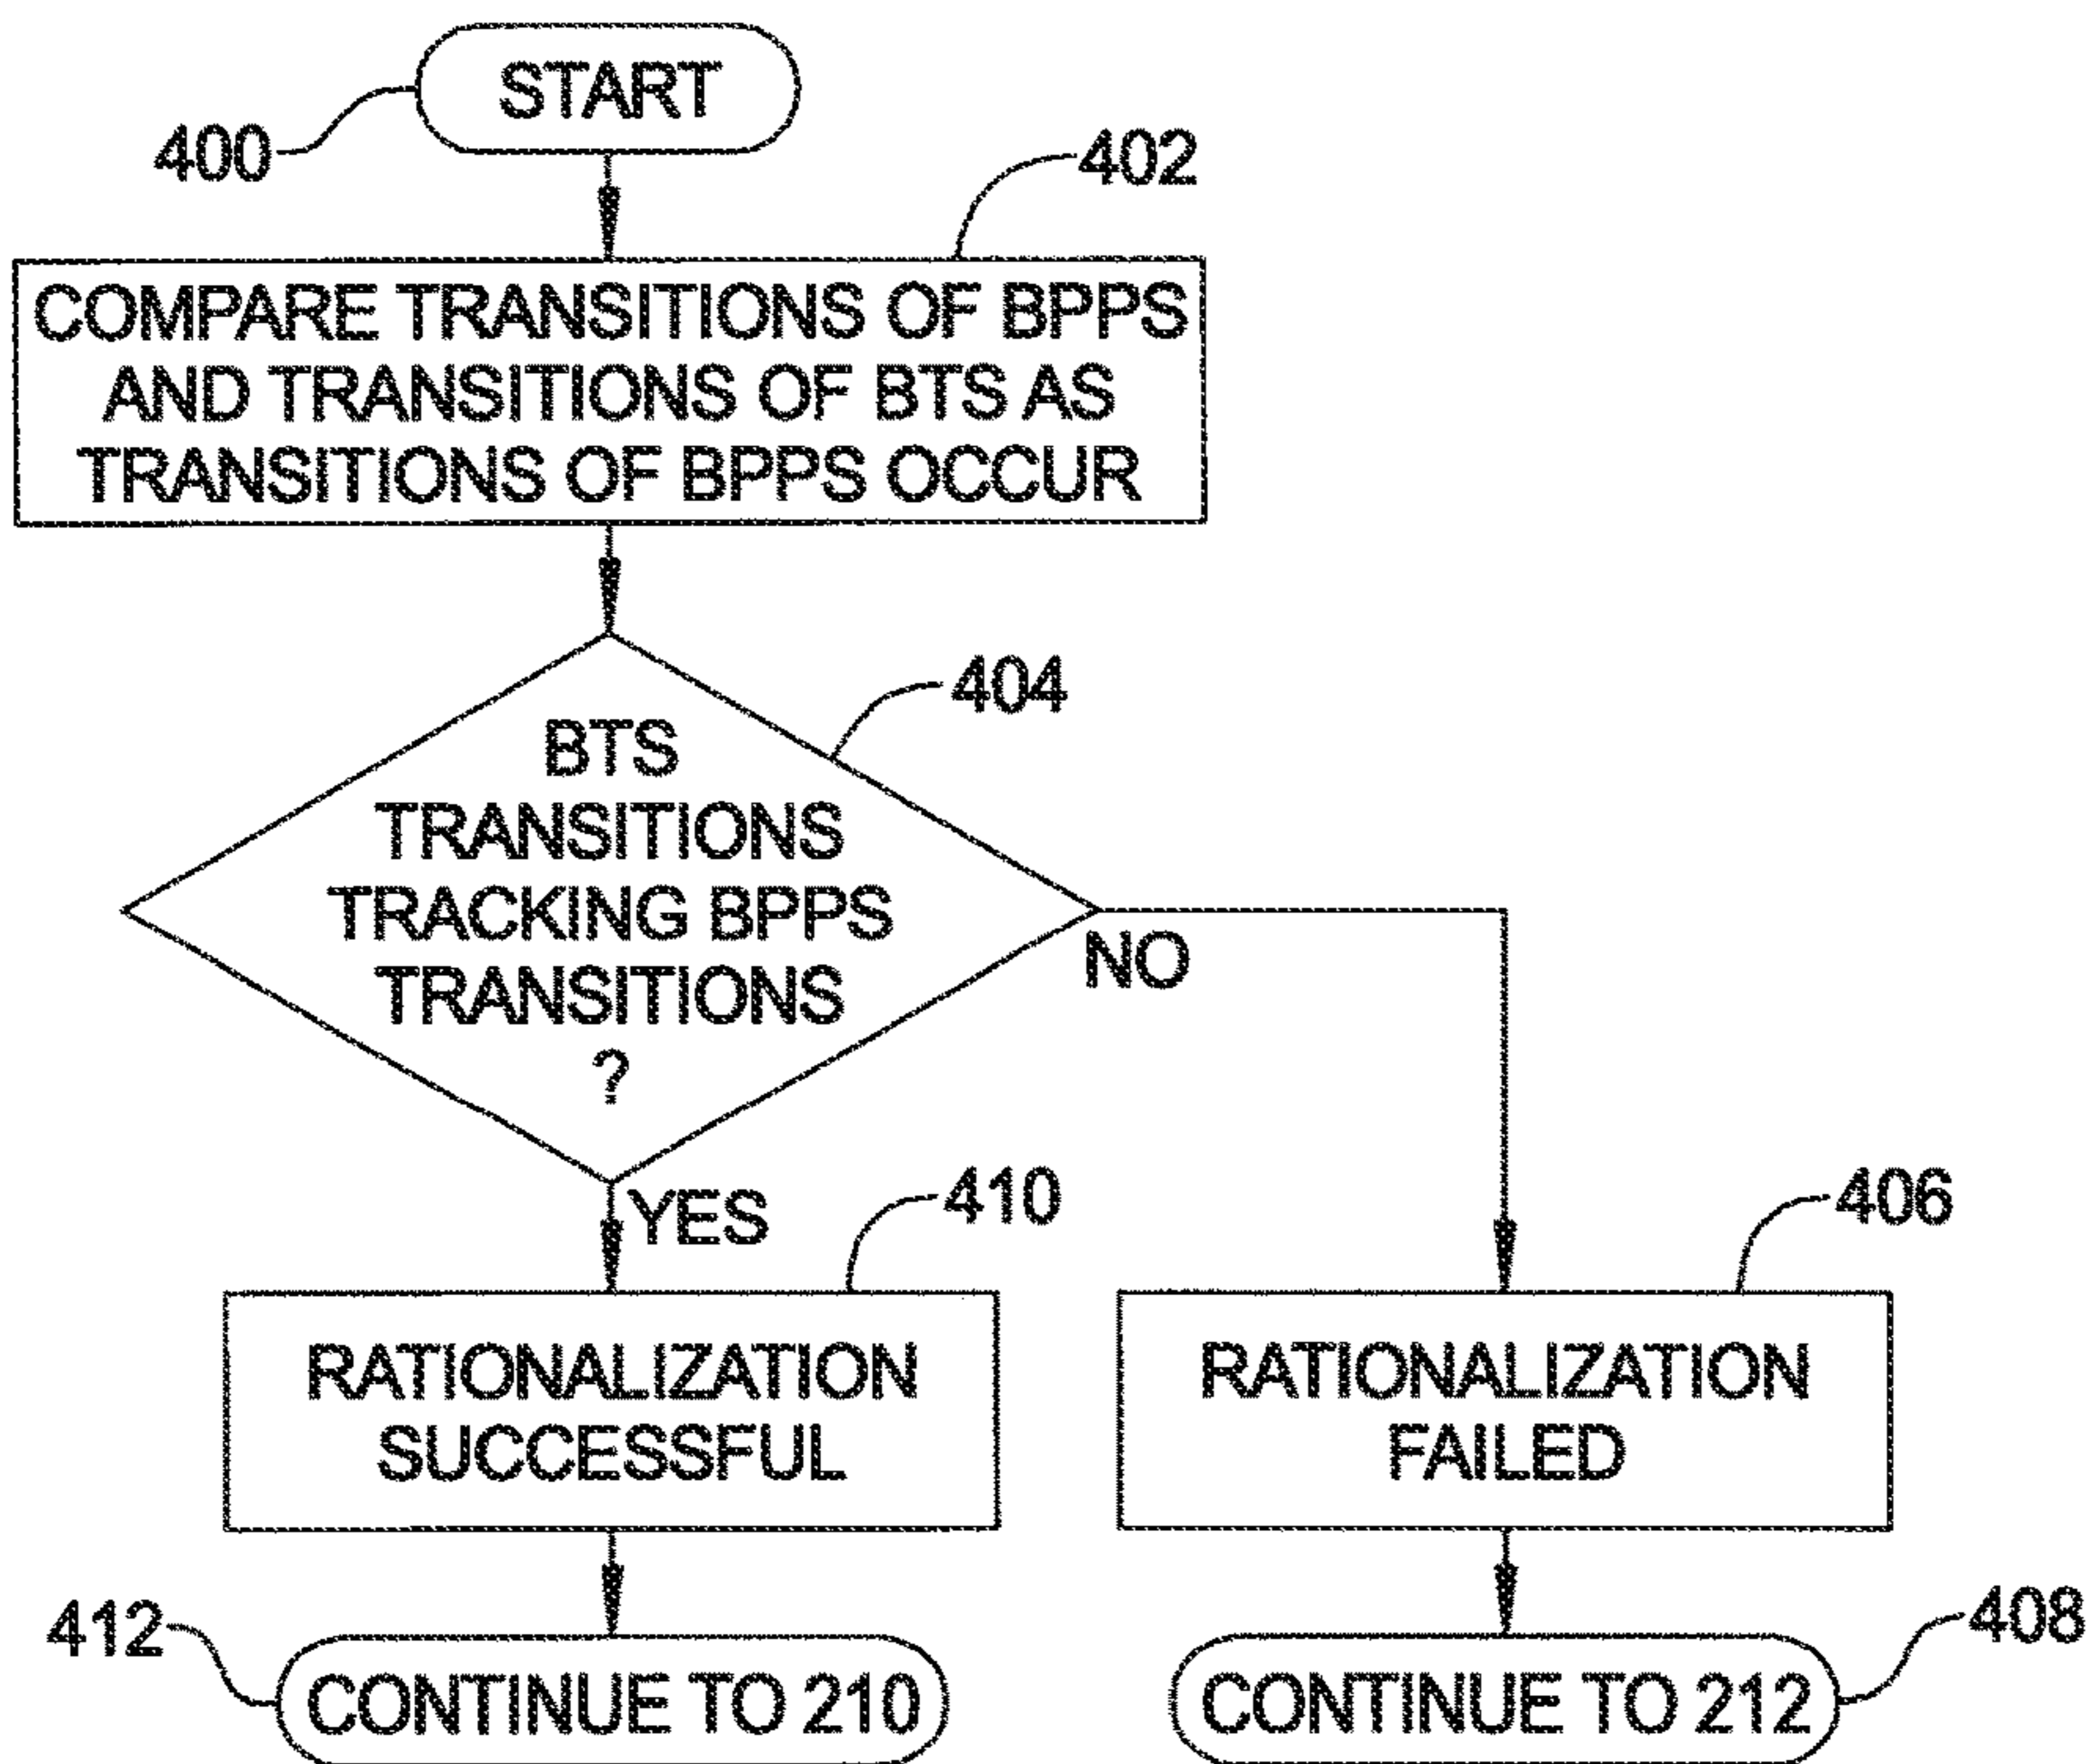 START
400
402
COMPARE TRANSITIONS OF BPPS
AND TRANSITIONS OF BTS AS
TRANSITIONS OF BPPS OCCUR
404
BTS
TRANSITIONS
TRACKING BPPS
TRANSITIONS
?
NO
YES
410
406
RATIONALIZATION
SUCCESSFUL
RATIONALIZATION
FAILED
412
CONTINUE TO 210
CONTINUE TO 212
408